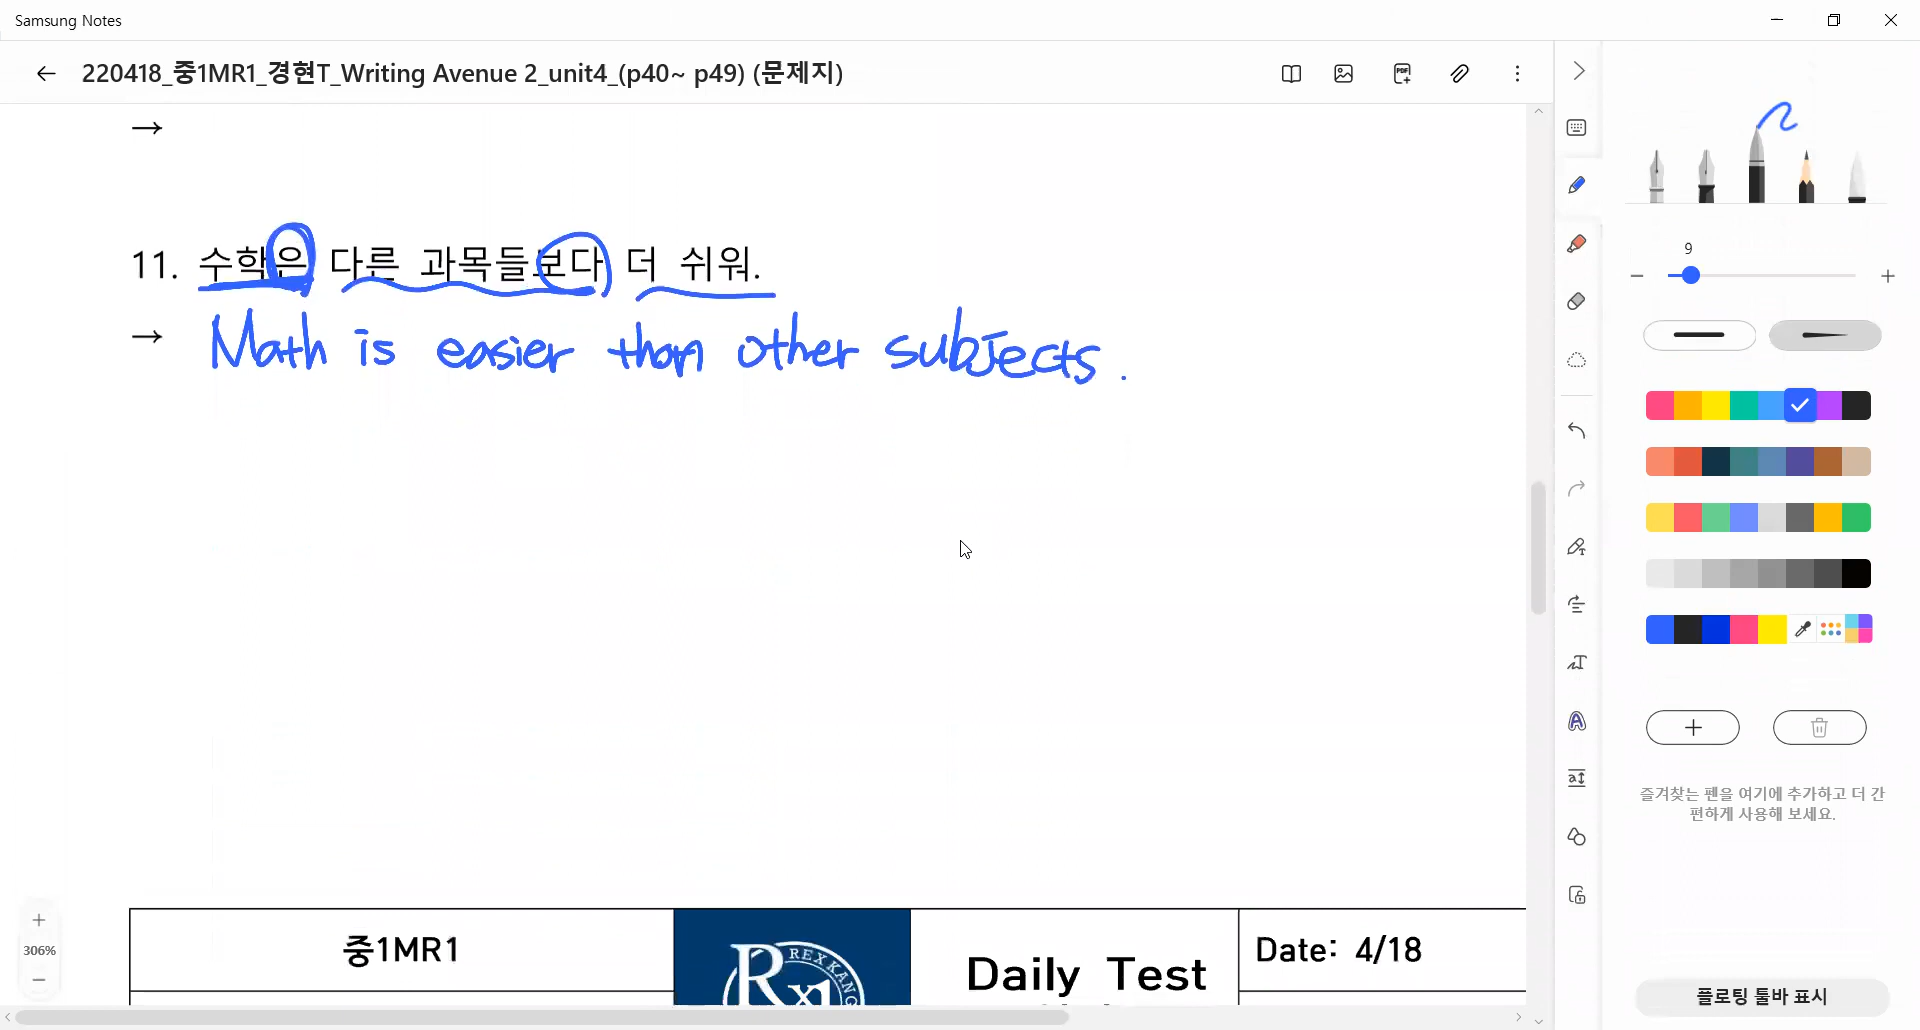 Samsung Notes
220418_중1MR1_경현T_Writing Avenue 2_unit4_(p40~ p49) (문제지)
PDF
→
9
11. 수학은 다른 과목들보다 더 쉬워.
→ Math is easier than other subjects.
즐겨찾는 펜을 여기에 추가하고 더 간
편하게 사용해 보세요.
306%
중1MR1
REXKANG
Rx
Daily Test
Date: 4/18
플로팅 툴바 표시